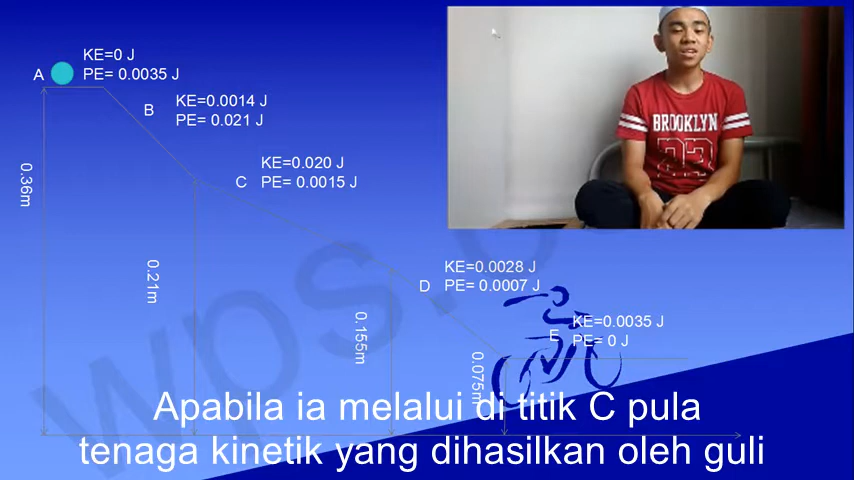 KE=0 J
A PE= 0.0035 J
B KE=0.0014 J
PE= 0.021 J
KE=0.020 J
C PE= 0.0015 J
0.36m
0.21m
0.155m
0.075m
KE=0.0028 J
D PE= 0.0007 J
KE=0.0035 J
E PE= 0 J
BROOKLYN
23
wps.
Apabila ia melalui di titik C pula
tenaga kinetik yang dihasilkan oleh guli